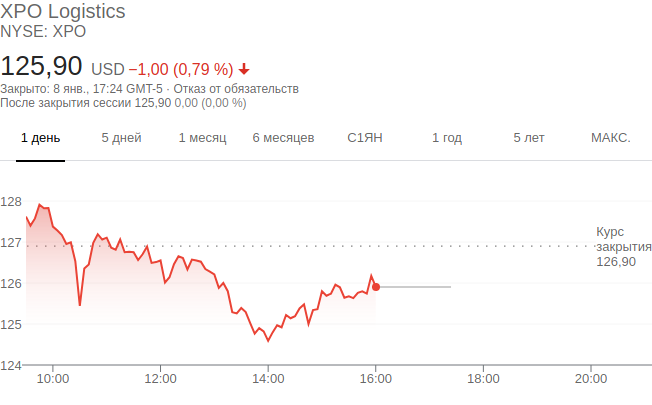 XPO Logistics
NYSE: XPO
125,90 USD −1,00 (0,79 %)
Закрыто: 8 янв., 17:24 GMT-5 · Отказ от обязательств
После закрытия сессии 125,90 0,00 (0,00 %)
1 день 5 дней 1 месяц 6 месяцев С1ЯН 1 год 5 лет МАКС.
128
Курс
127 закрытия
126,90
126
125
124
10:00 12:00 14:00 16:00 18:00 20:00